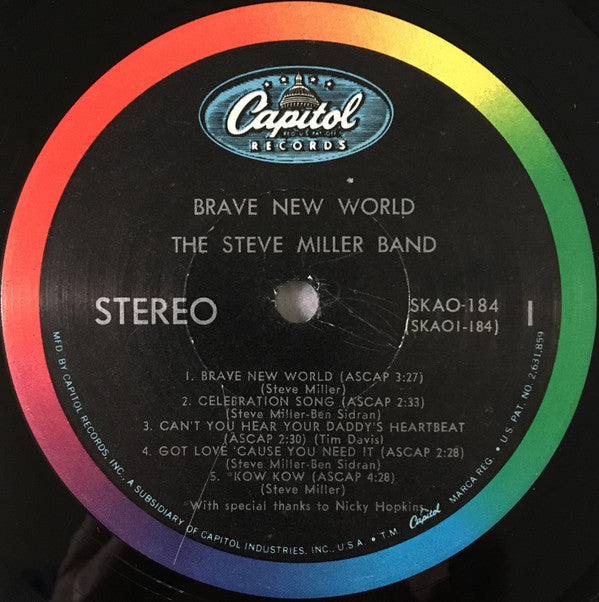 Capitol
REG. U.S. PAT. OFF.
RECORDS
BRAVE NEW WORLD
THE STEVE MILLER BAND
STEREO
SKAO-184
(SKAO1-184)
1
1. BRAVE NEW WORLD (ASCAP 3:27)
(Steve Miller)
2. CELEBRATION SONG (ASCAP 2:33)
(Steve Miller-Ben Sidran)
3. CAN'T YOU HEAR YOUR DADDY'S HEARTBEAT
(ASCAP 2:30) (Tim Davis)
4. GOT LOVE 'CAUSE YOU NEED IT (ASCAP 2:28)
(Steve Miller-Ben Sidran)
5. *KOW KOW (ASCAP 4:28)
(Steve Miller)
*With special thanks to Nicky Hopkins
MFD. BY CAPITOL RECORDS, INC., A SUBSIDIARY OF CAPITOL INDUSTRIES, INC., U.S.A. • T.M. Capitol MARCA REG. • U.S. PAT. NO. 2,631,859